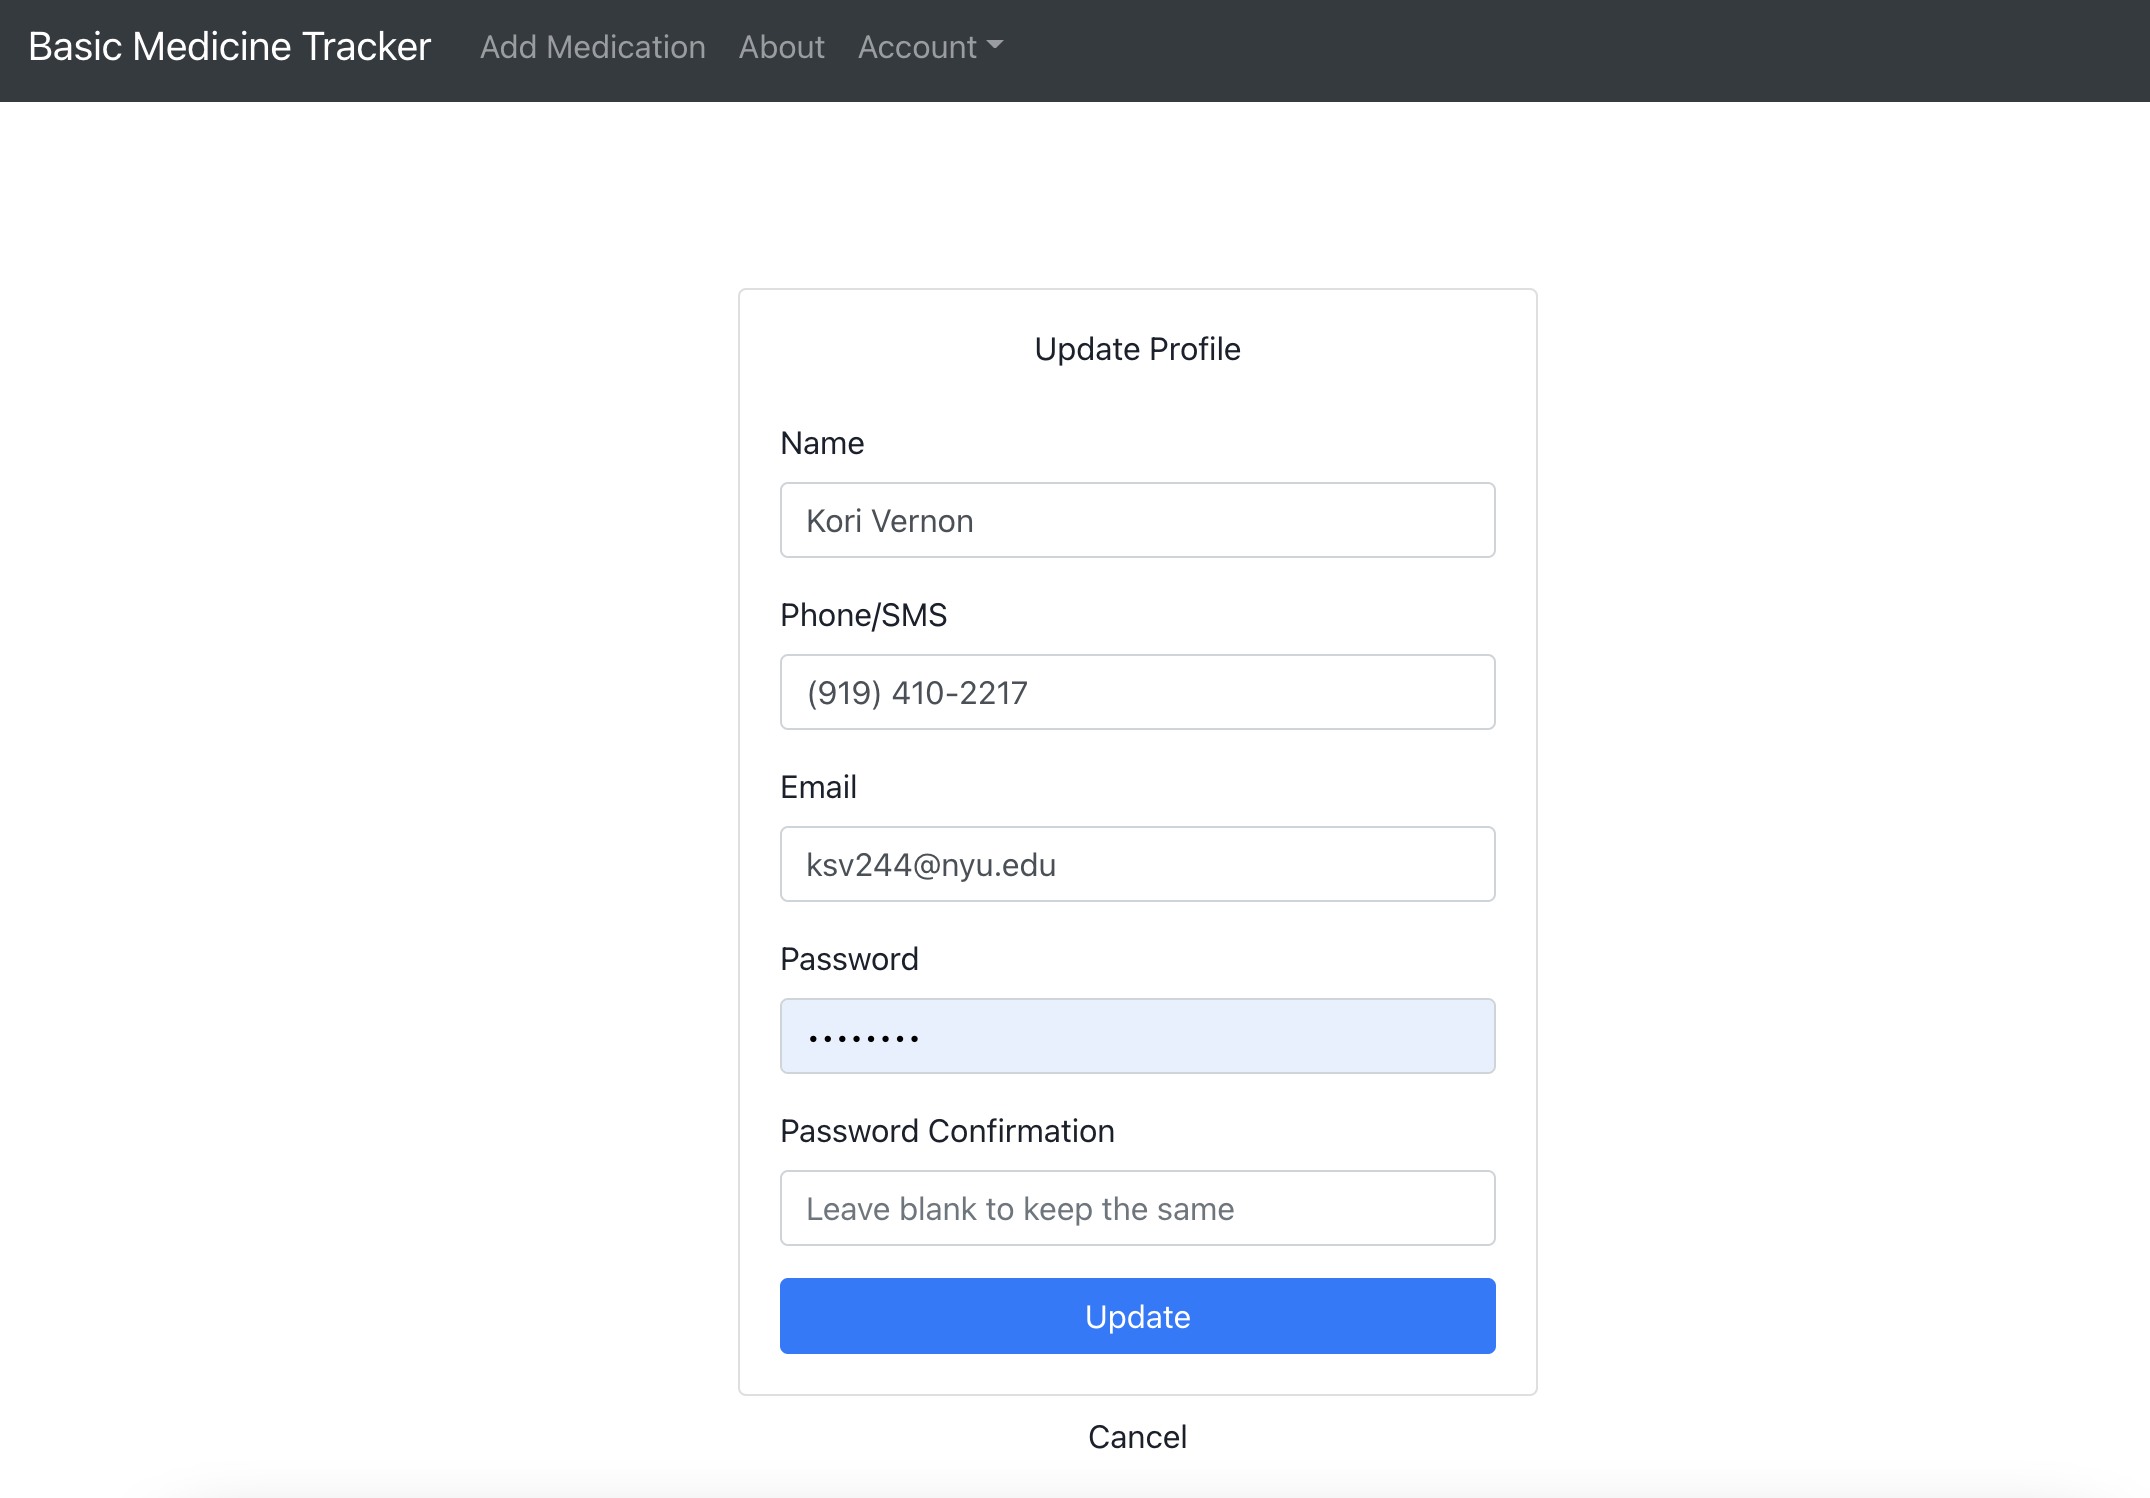 Basic Medicine Tracker Add Medication About Account
Update Profile
Name
Kori Vernon
Phone/SMS
(919) 410-2217
Email
ksv244@nyu.edu
Password
••••••••
Password Confirmation
Leave blank to keep the same
Update
Cancel